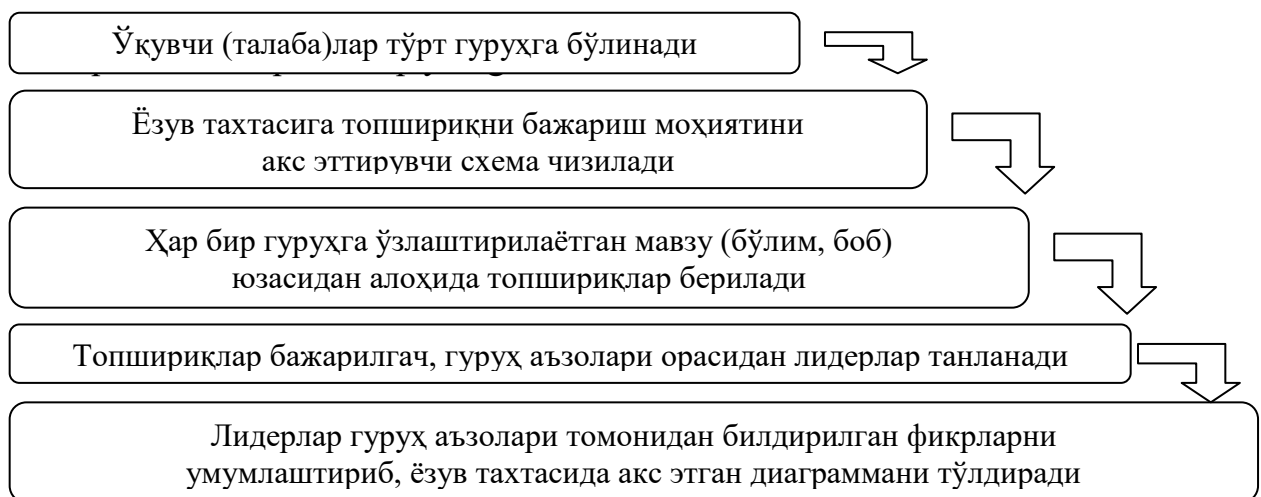 Ўқувчи (талаба)лар тўрт гуруҳга бўлинади
Ёзув тахтасига топшириқни бажариш моҳиятини
акс эттирувчи схема чизилади
Ҳар бир гуруҳга ўзлаштирилаётган мавзу (бўлим, боб)
юзасидан алоҳида топшириқлар берилади
Топшириқлар бажарилгач, гуруҳ аъзолари орасидан лидерлар танланади
Лидерлар гуруҳ аъзолари томонидан билдирилган фикрларни
умумлаштириб, ёзув тахтасида акс этган диаграммани тўлдиради